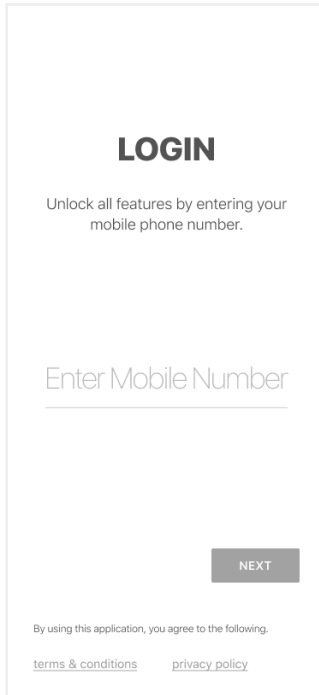 LOGIN
Unlock all features by entering your
mobile phone number.
Enter Mobile Number
NEXT
By using this application, you agree to the following.
terms & conditions privacy policy